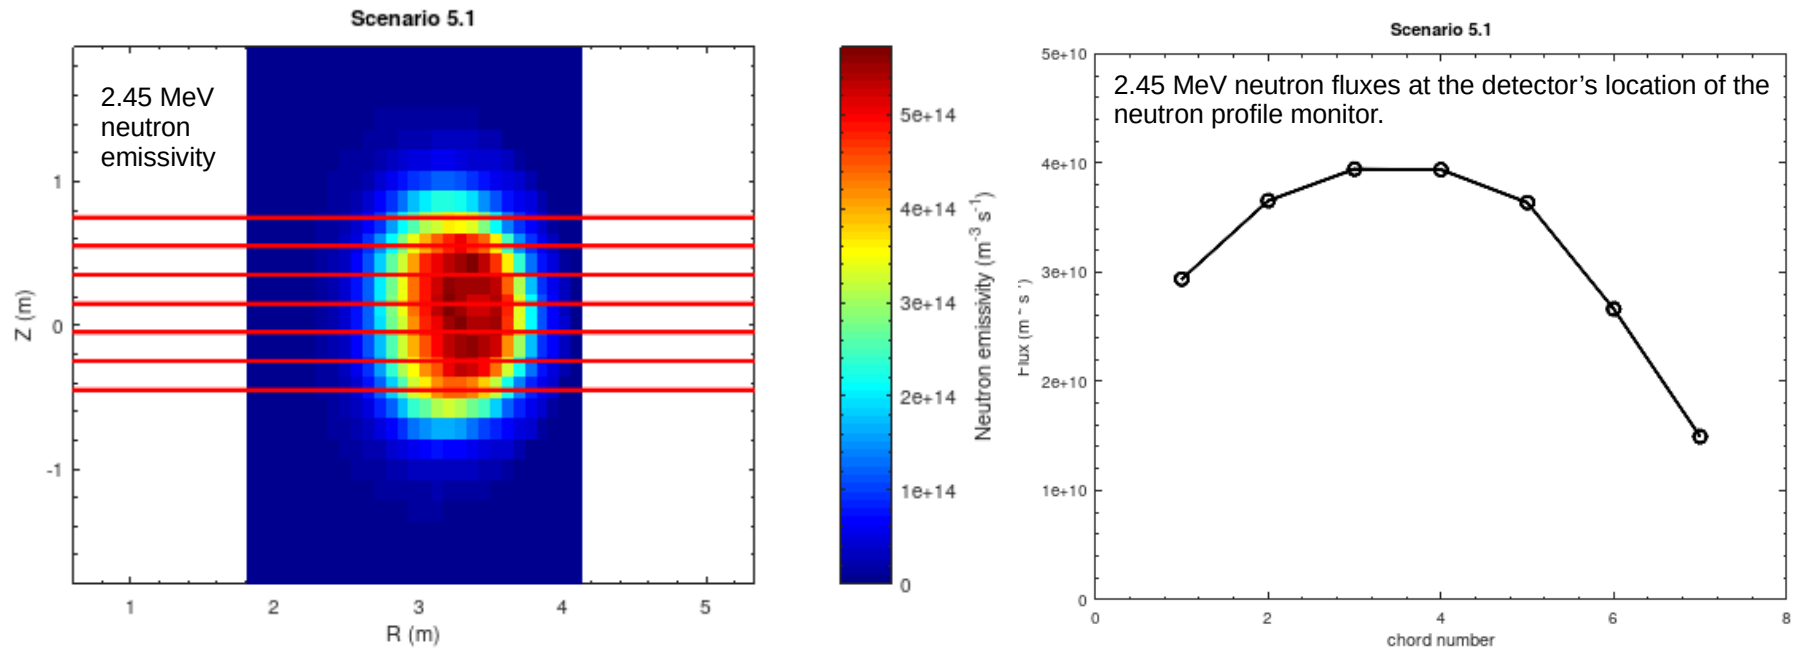 Scenario 5.1
2.45 MeV
neutron
emissivity
1
0
-1
Z (m)
1
2
3
4
5
R (m)
5e+14
4e+14
3e+14
2e+14
1e+14
0
Neutron emissivity (m-3 s-1)
Scenario 5.1
2.45 MeV neutron fluxes at the detector’s location of the
neutron profile monitor.
5e+10
4e+10
3e+10
2e+10
1e+10
0
Flux (m
0
2
4
6
8
chord number